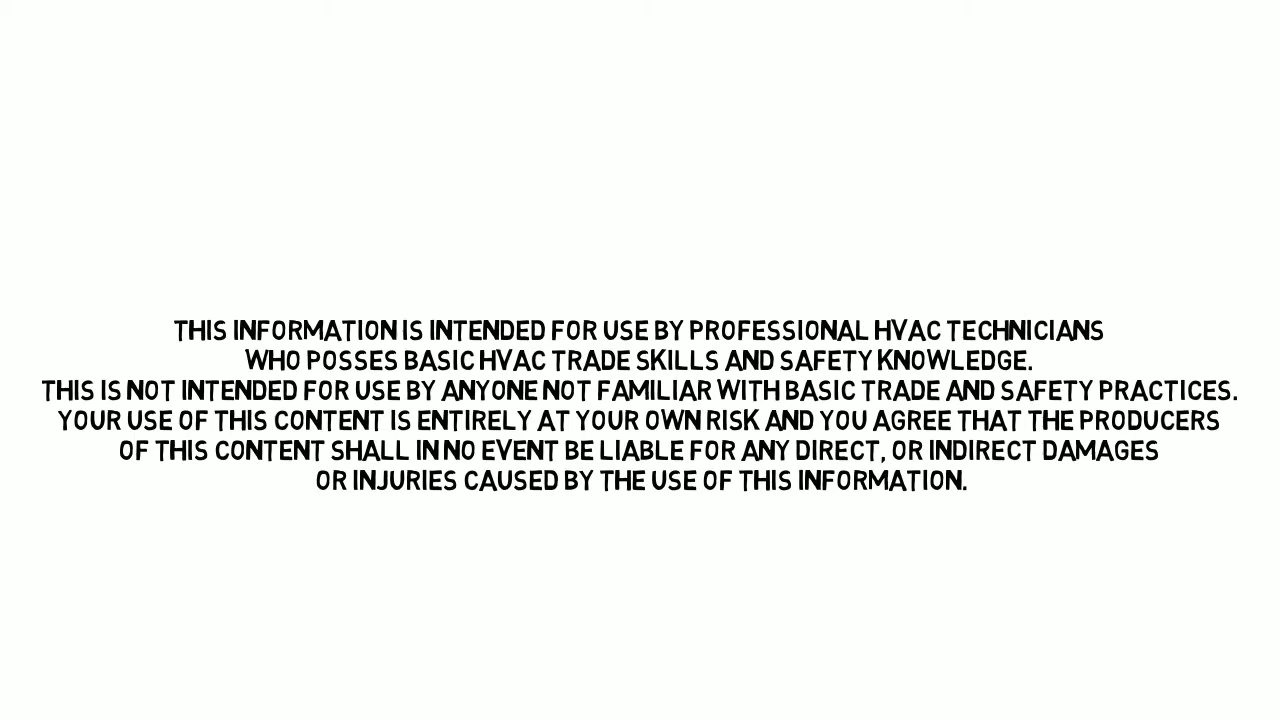 THIS INFORMATION IS INTENDED FOR USE BY PROFESSIONAL HVAC TECHNICIANS
WHO POSSES BASIC HVAC TRADE SKILLS AND SAFETY KNOWLEDGE.
THIS IS NOT INTENDED FOR USE BY ANYONE NOT FAMILIAR WITH BASIC TRADE AND SAFETY PRACTICES.
YOUR USE OF THIS CONTENT IS ENTIRELY AT YOUR OWN RISK AND YOU AGREE THAT THE PRODUCERS
OF THIS CONTENT SHALL IN NO EVENT BE LIABLE FOR ANY DIRECT, OR INDIRECT DAMAGES
OR INJURIES CAUSED BY THE USE OF THIS INFORMATION.